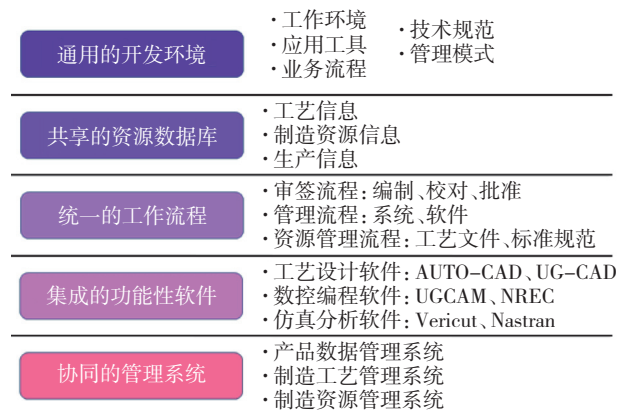 通用的开发环境
·工作环境
·应用工具
·业务流程
·技术规范
·管理模式
共享的资源数据库
·工艺信息
·制造资源信息
·生产信息
统一的工作流程
·审签流程:编制、校对、批准
·管理流程:系统、软件
·资源管理流程:工艺文件、标准规范
集成的功能性软件
·工艺设计软件:AUTO-CAD、UG-CAD
·数控编程软件:UGCAM、NREC
·仿真分析软件:Vericut、Nastran
协同的管理系统
·产品数据管理系统
·制造工艺管理系统
·制造资源管理系统